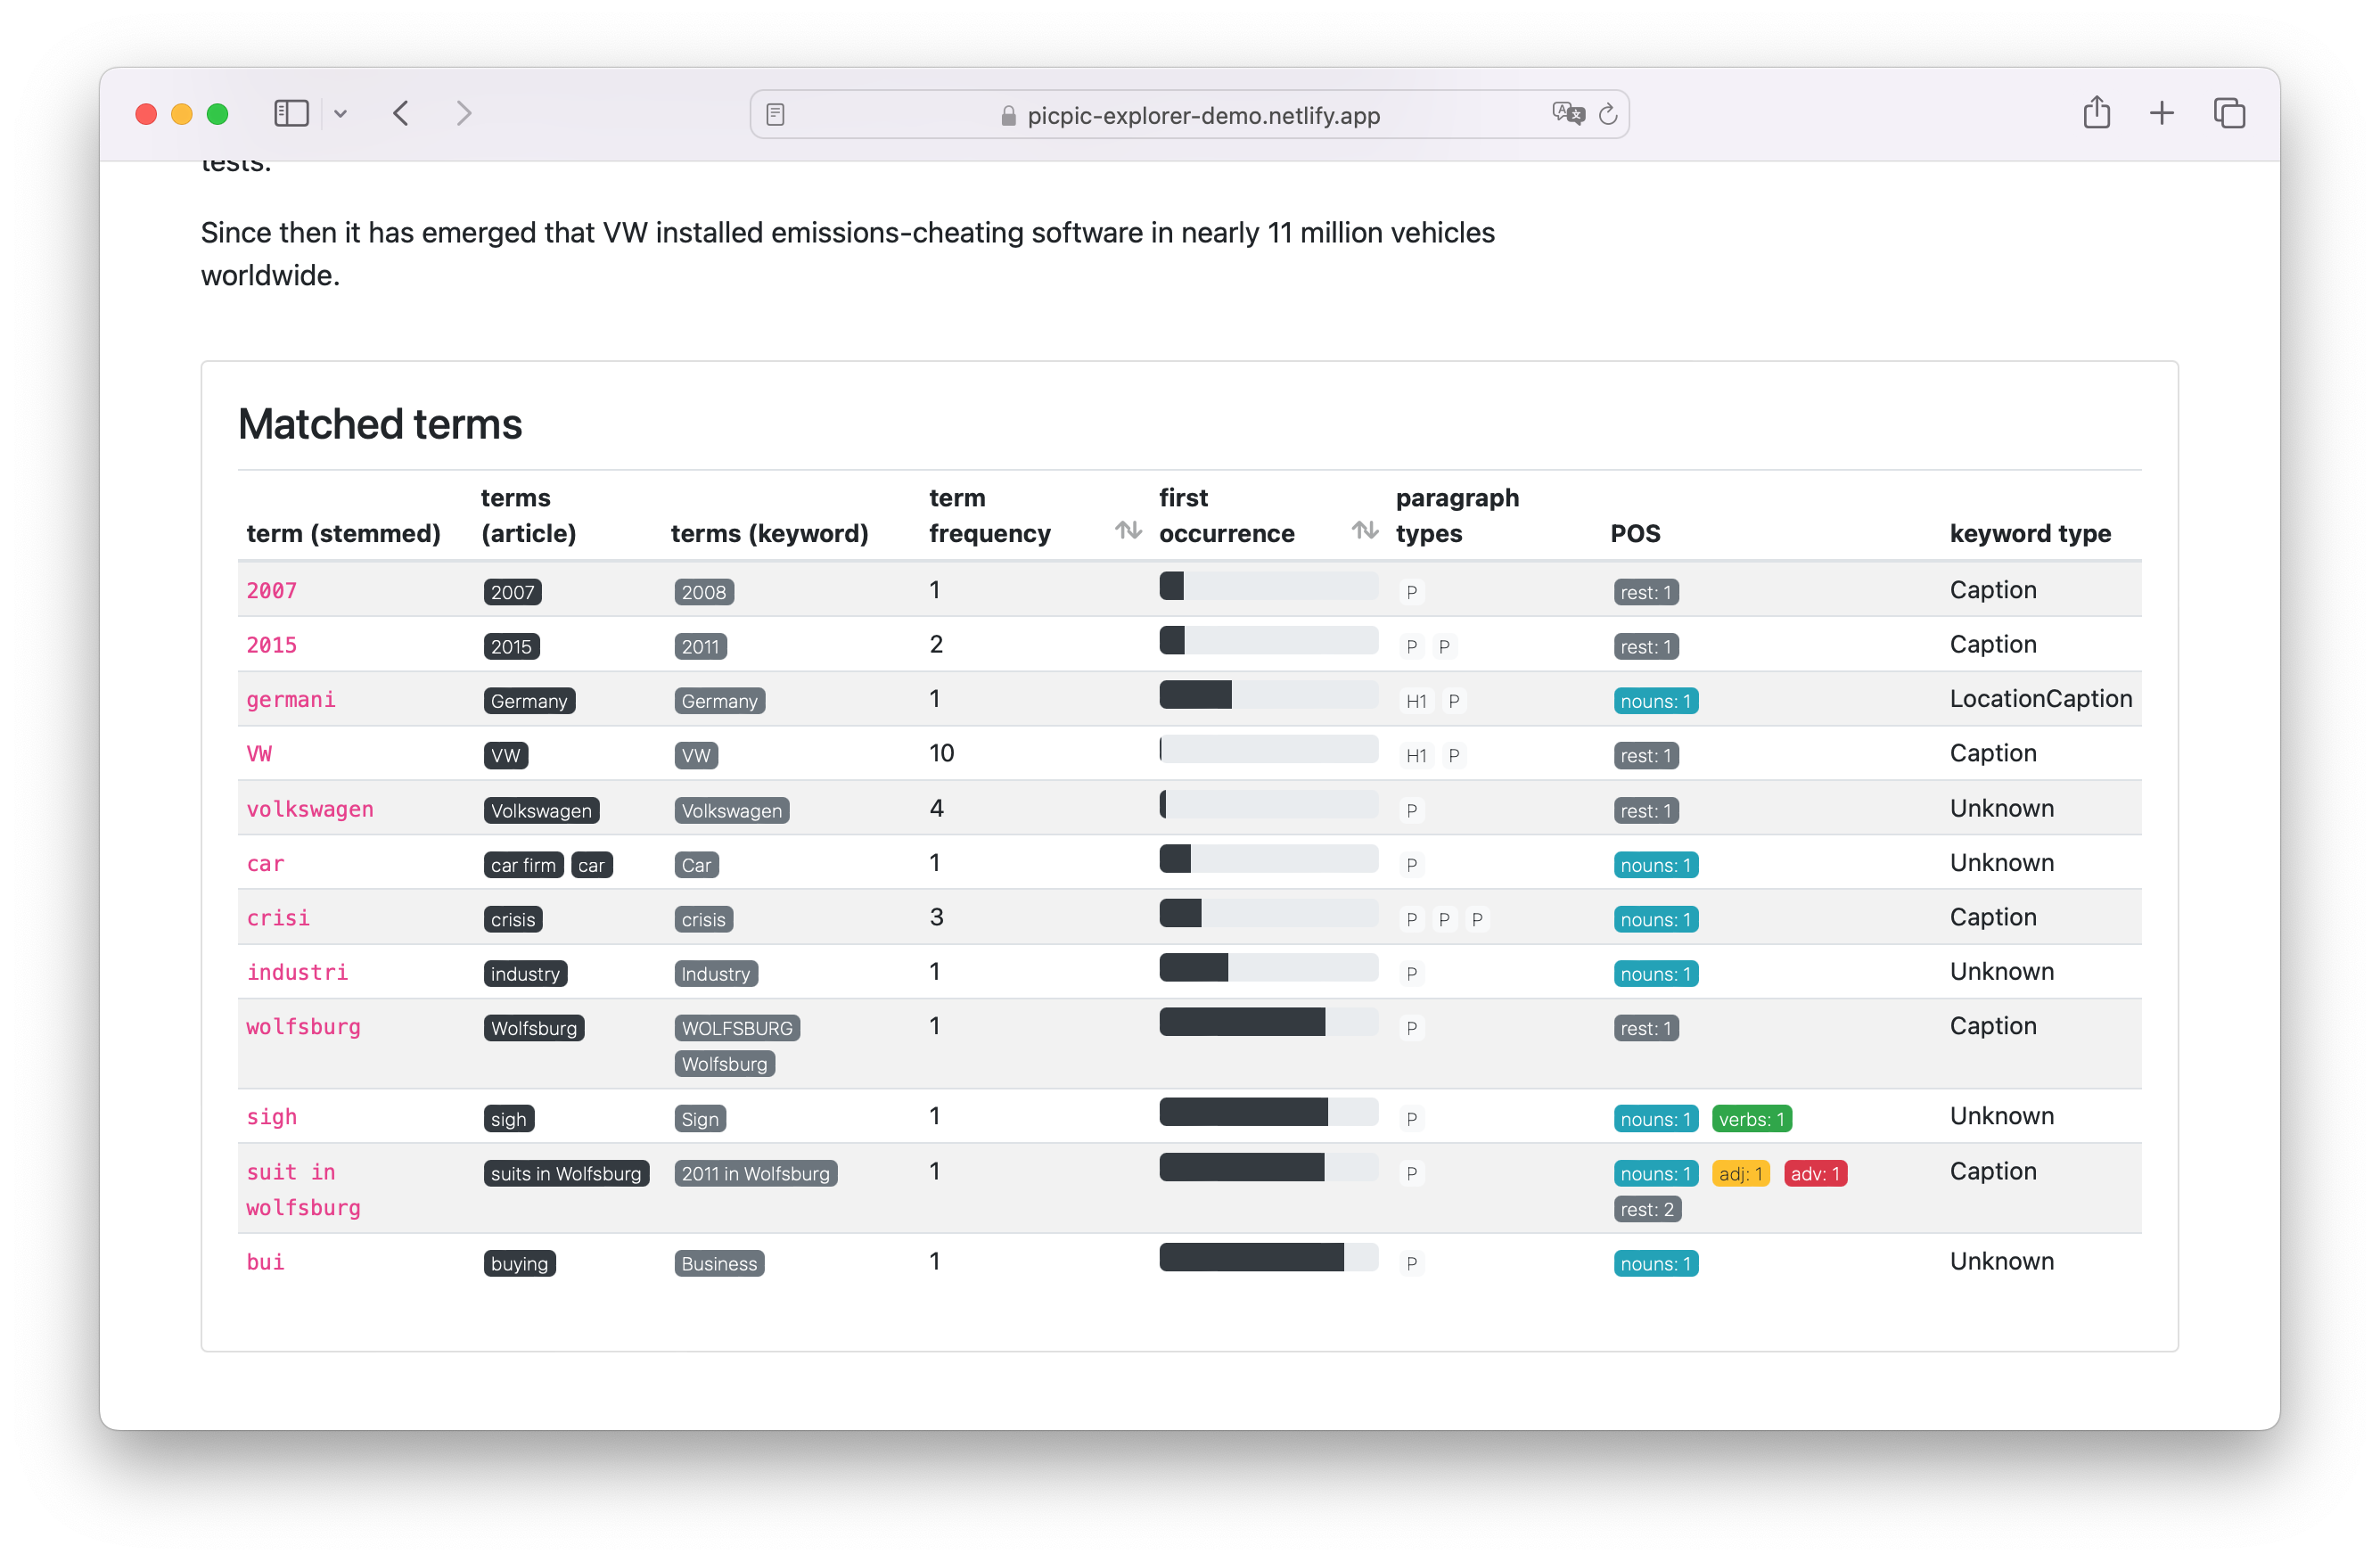 picpic-explorer-demo.netlify.app
tests.
Since then it has emerged that VW installed emissions-cheating software in nearly 11 million vehicles
worldwide.
Matched terms
term (stemmed) terms (article) terms (keyword) term frequency first occurrence paragraph types POS keyword type
2007 2007 2008 1 P rest: 1 Caption
2015 2015 2011 2 P P rest: 1 Caption
germani Germany Germany 1 H1 P nouns: 1 LocationCaption
VW VW VW 10 H1 P rest: 1 Caption
volkswagen Volkswagen Volkswagen 4 P rest: 1 Unknown
car car firm car Car 1 P nouns: 1 Unknown
crisi crisis crisis 3 P P P nouns: 1 Caption
industri industry Industry 1 P nouns: 1 Unknown
wolfsburg Wolfsburg WOLFSBURG 1 P rest: 1 Caption
Wolfsburg
sigh sigh Sign 1 P nouns: 1 verbs: 1 Unknown
suit in suits in Wolfsburg 2011 in Wolfsburg 1 P nouns: 1 adj: 1 adv: 1 Caption
wolfsburg rest: 2
bui buying Business 1 P nouns: 1 Unknown